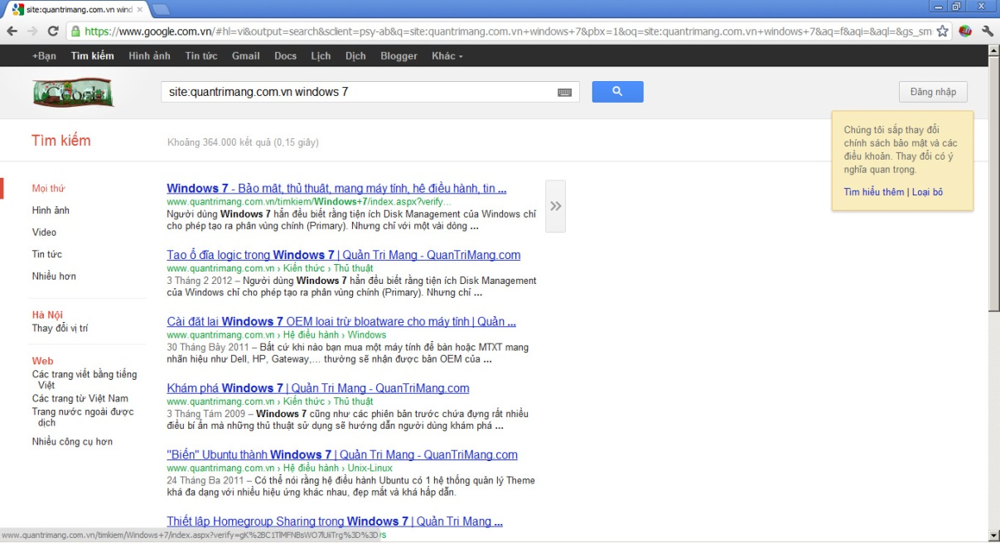 site:quantrimang.com.vn wind
https://www.google.com.vn/#hl=vi&output=search&sclient=psy-ab&q=site:quantrimang.com.vn+windows+7&pbx=1&oq=site:quantrimang.com.vn+windows+7&aq=f&aqi=&aql=&gs_sm
+Bạn Tìm kiếm Hình ảnh Tin tức Gmail Docs Lịch Dịch Blogger Khác
Google
site:quantrimang.com.vn windows 7
Đăng nhập
Tìm kiếm
Khoảng 364.000 kết quả (0,15 giây)
Chúng tôi sắp thay đổi
chính sách bảo mật và các
điều khoản. Thay đổi có ý
nghĩa quan trọng.
Tìm hiểu thêm | Loại bỏ
Mọi thứ
Hình ảnh
Video
Tin tức
Nhiều hơn
Hà Nội
Thay đổi vị trí
Web
Các trang viết bằng tiếng
Việt
Các trang từ Việt Nam
Trang nước ngoài được
dịch
Nhiều công cụ hơn
Windows 7 - Bảo mật, thủ thuật, mạng máy tính, hệ điều hành, tin ...
www.quantrimang.com.vn/timkiem/Windows+7/index.aspx?verify...
Người dùng Windows 7 hẳn đều biết rằng tiện ích Disk Management của Windows chỉ
cho phép tạo ra phân vùng chính (Primary). Nhưng chỉ với một vài dòng ...
Tạo ổ đĩa logic trong Windows 7 | Quản Trị Mạng - QuanTriMang.com
www.quantrimang.com.vn › Kiến thức › Thủ thuật
3 Tháng 2 2012 – Người dùng Windows 7 hẳn đều biết rằng tiện ích Disk Management
của Windows chỉ cho phép tạo ra phân vùng chính (Primary). Nhưng chỉ ...
Cài đặt lại Windows 7 OEM loại trừ bloatware cho máy tính | Quản ...
www.quantrimang.com.vn › Hệ điều hành › Windows
30 Tháng Bảy 2011 – Bất cứ khi nào bạn mua một máy tính để bàn hoặc MTXT mang
nhãn hiệu như Dell, HP, Gateway,... thường sẽ nhận được bản OEM của ...
Khám phá Windows 7 | Quản Trị Mạng - QuanTriMang.com
www.quantrimang.com.vn › Kiến thức › Thủ thuật
3 Tháng Tám 2009 – Windows 7 cũng như các phiên bản trước chứa đựng rất nhiều
điều bí ẩn mà những thủ thuật sử dụng sẽ hướng dẫn người dùng khám phá ...
"Biến" Ubuntu thành Windows 7 | Quản Trị Mạng - QuanTriMang.com
www.quantrimang.com.vn › Hệ điều hành › Unix-Linux
24 Tháng Ba 2011 – Có thể nói rằng hệ điều hành Ubuntu có 1 hệ thống quản lý Theme
khá đa dạng với nhiều hiệu ứng khác nhau, đẹp mắt và khá hấp dẫn.
Thiết lập Homegroup Sharing trong Windows 7 | Quản Trị Mạng ...